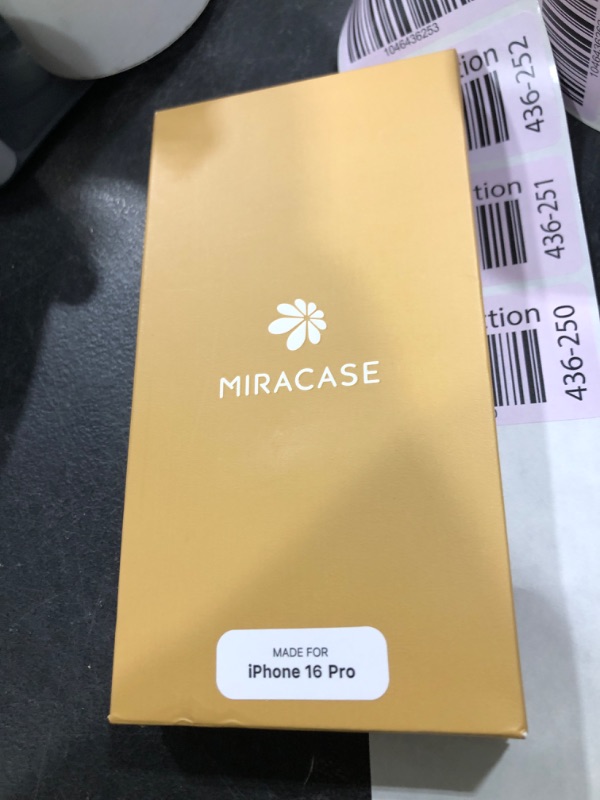 1046436253
tion
436-252
tion
436-251
tion
436-250
MIRACASE
MADE FOR
iPhone 16 Pro